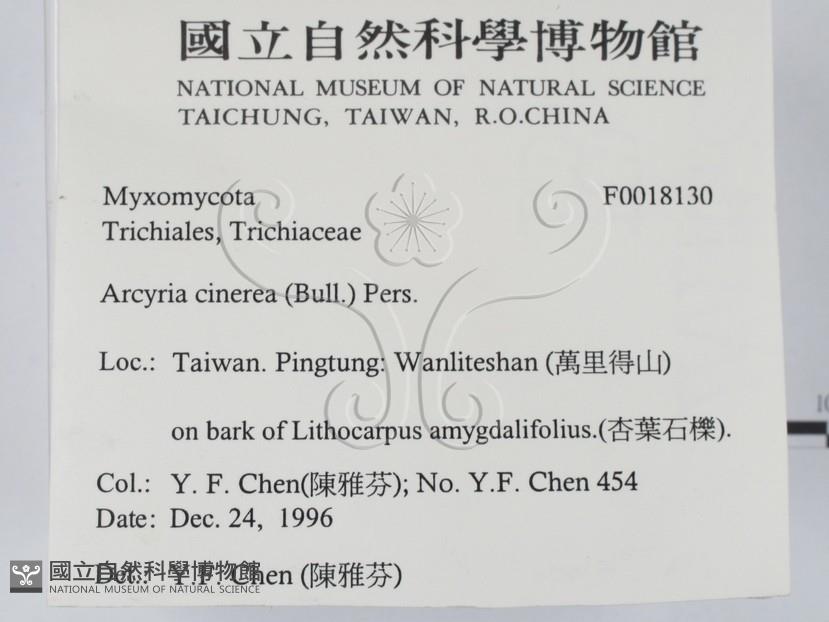 國立自然科學博物館
NATIONAL MUSEUM OF NATURAL SCIENCE
TAICHUNG, TAIWAN, R.O.CHINA
Myxomycota F0018130
Trichiales, Trichiaceae
Arcyria cinerea (Bull.) Pers.
Loc.: Taiwan. Pingtung: Wanliteshan (萬里得山)
on bark of Lithocarpus amygdalifolius.(杏葉石櫟).
Col.: Y. F. Chen(陳雅芬); No. Y.F. Chen 454
Date: Dec. 24, 1996
Det.: Y. F. Chen (陳雅芬)
國立自然科學博物館
NATIONAL MUSEUM OF NATURAL SCIENCE